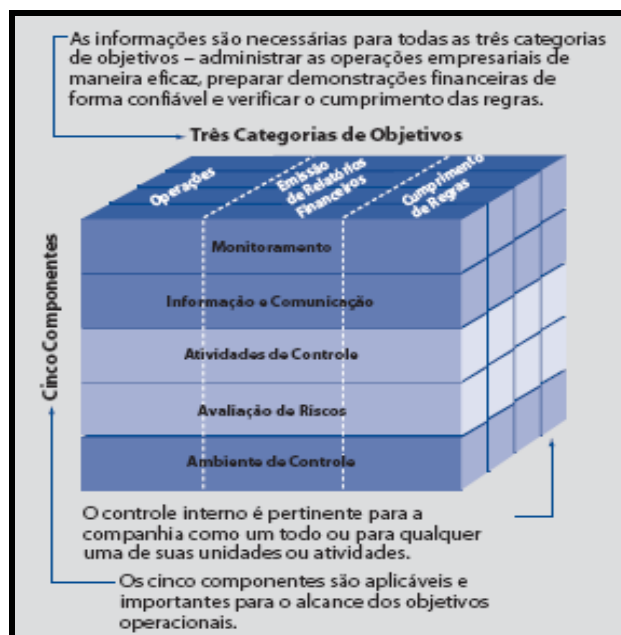 As informações são necessárias para todas as três categorias
de objetivos – administrar as operações empresariais de
maneira eficaz, preparar demonstrações financeiras de
forma confiável e verificar o cumprimento das regras.
Três Categorias de Objetivos
Operações
Emissão
de Relatórios
Financeiros
Cumprimento
de Regras
Cinco Componentes
Monitoramento
Informação e Comunicação
Atividades de Controle
Avaliação de Riscos
Ambiente de Controle
O controle interno é pertinente para a
companhia como um todo ou para qualquer
uma de suas unidades ou atividades.
Os cinco componentes são aplicáveis e
importantes para o alcance dos objetivos
operacionais.